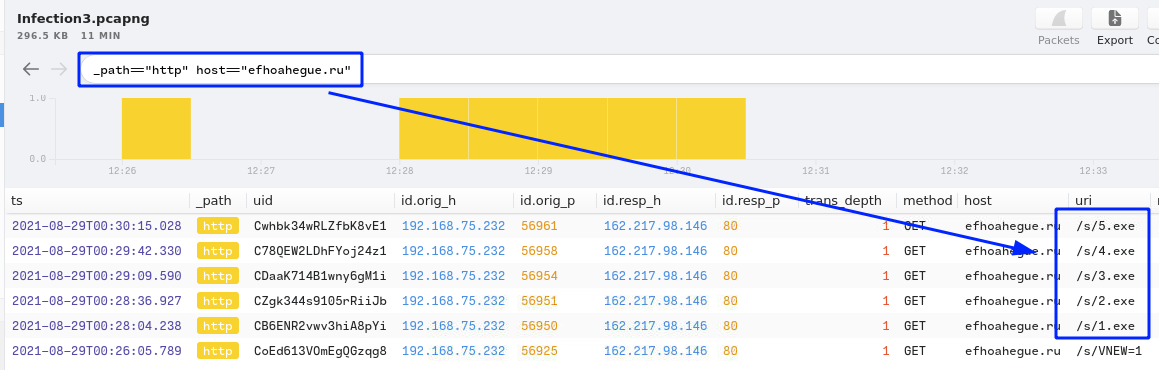 Infection3.pcapng
296.5 KB 11 MIN
Packets Export Co
_path=="http" host=="efhoahegue.ru"
1.0
0.0
12:26 12:27 12:28 12:29 12:30 12:31 12:32 12:33
ts _path uid id.orig_h id.orig_p id.resp_h id.resp_p trans_depth method host uri
2021-08-29T00:30:15.028 http Cwhbk34wRLZfbK8vE1 192.168.75.232 56961 162.217.98.146 80 1 GET efhoahegue.ru /s/5.exe
2021-08-29T00:29:42.330 http C78QEW2LDhFYoj24z1 192.168.75.232 56958 162.217.98.146 80 1 GET efhoahegue.ru /s/4.exe
2021-08-29T00:29:09.590 http CDaaK714B1wny6gM1i 192.168.75.232 56954 162.217.98.146 80 1 GET efhoahegue.ru /s/3.exe
2021-08-29T00:28:36.927 http CZgk344s9105rRiiJb 192.168.75.232 56951 162.217.98.146 80 1 GET efhoahegue.ru /s/2.exe
2021-08-29T00:28:04.238 http CB6ENR2vwv3hiA8pYi 192.168.75.232 56950 162.217.98.146 80 1 GET efhoahegue.ru /s/1.exe
2021-08-29T00:26:05.789 http CoEd613VOmEgQGzqg8 192.168.75.232 56925 162.217.98.146 80 1 GET efhoahegue.ru /s/VNEW=1